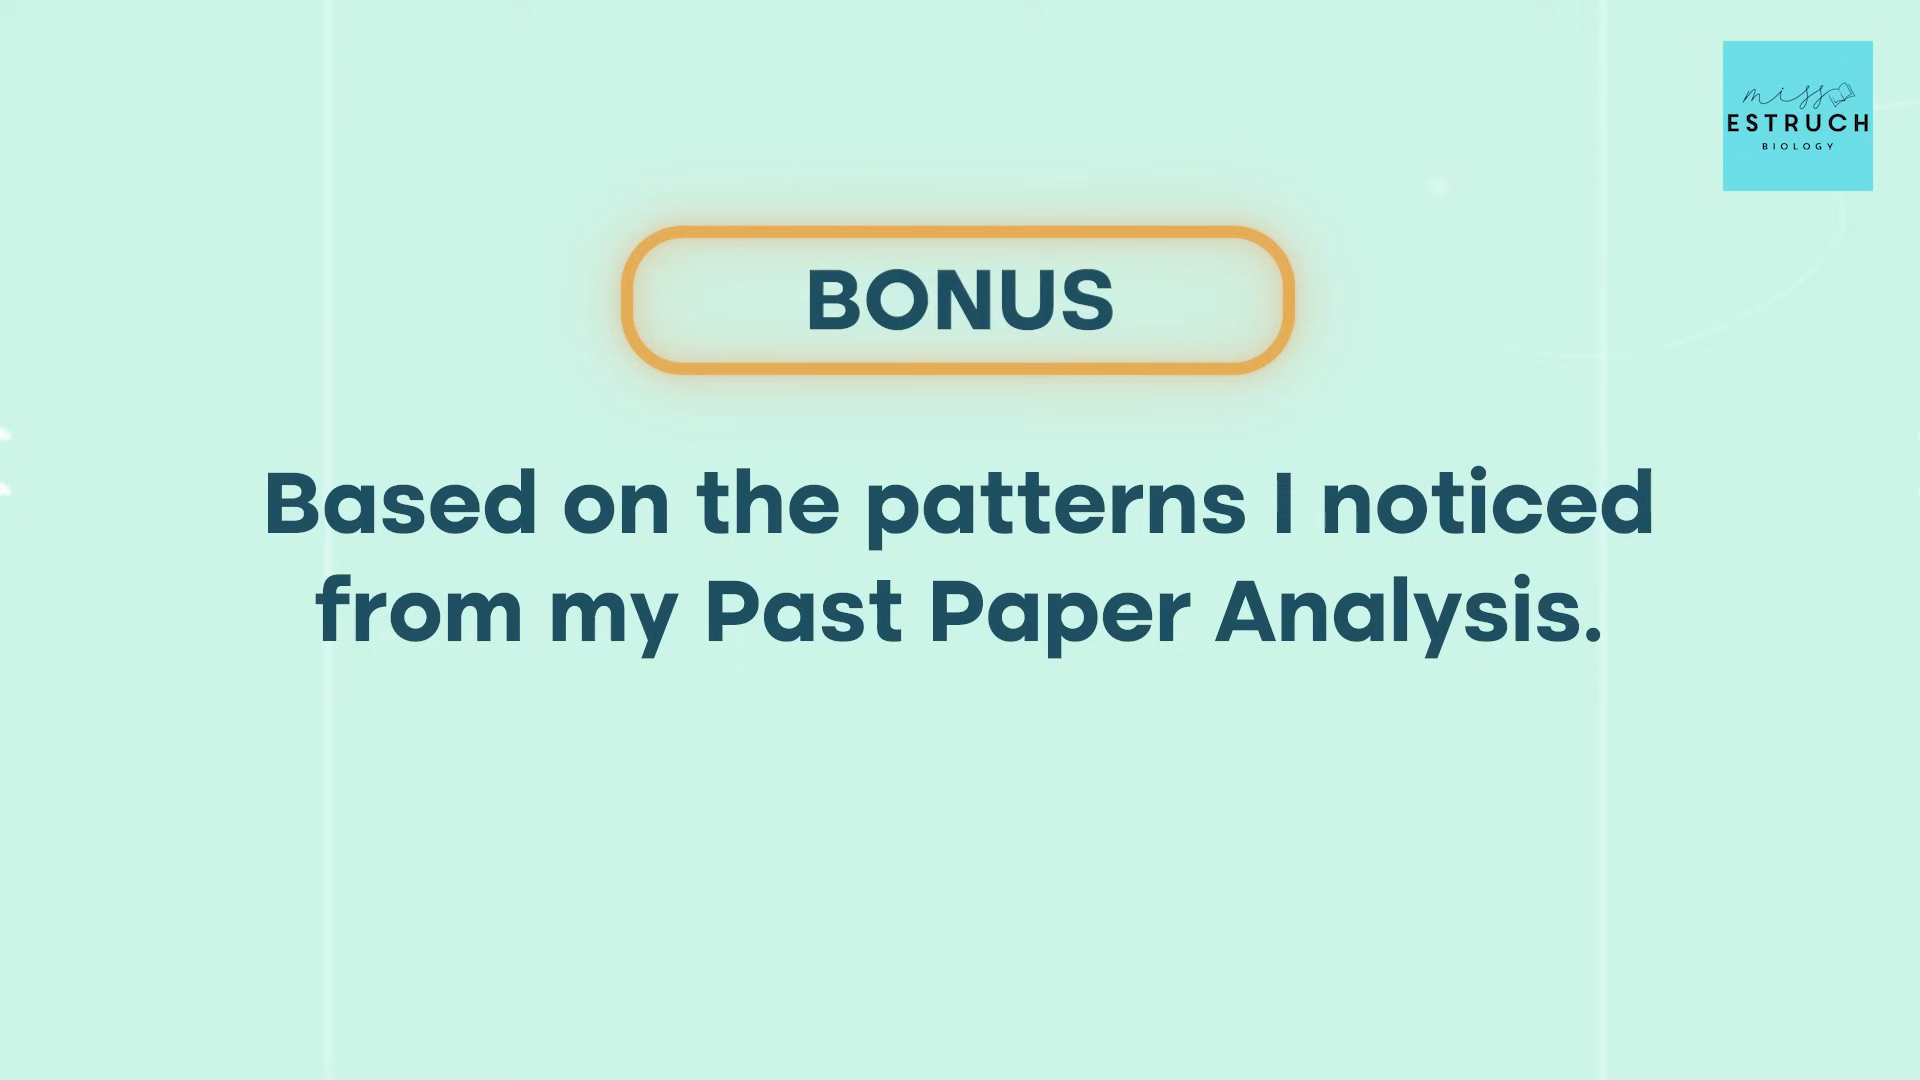 miss
ESTRUCH
BIOLOGY
BONUS
Based on the patterns I noticed
from my Past Paper Analysis.